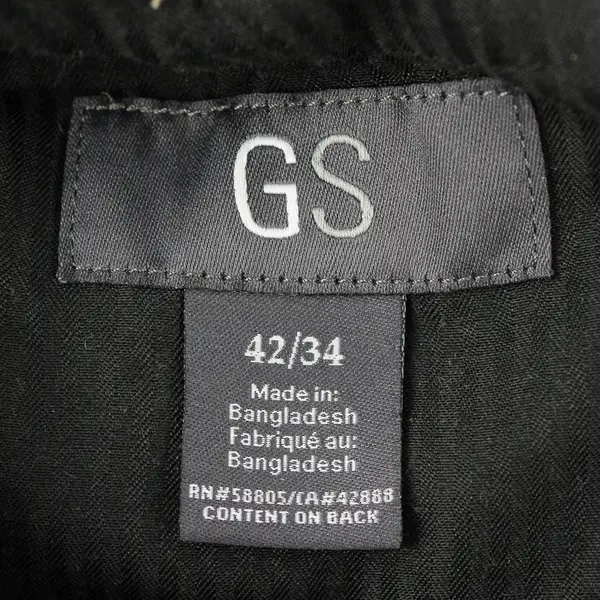 GS
42/34
Made in:
Bangladesh
Fabriqué au:
Bangladesh
RN#58805/CA#42888
CONTENT ON BACK